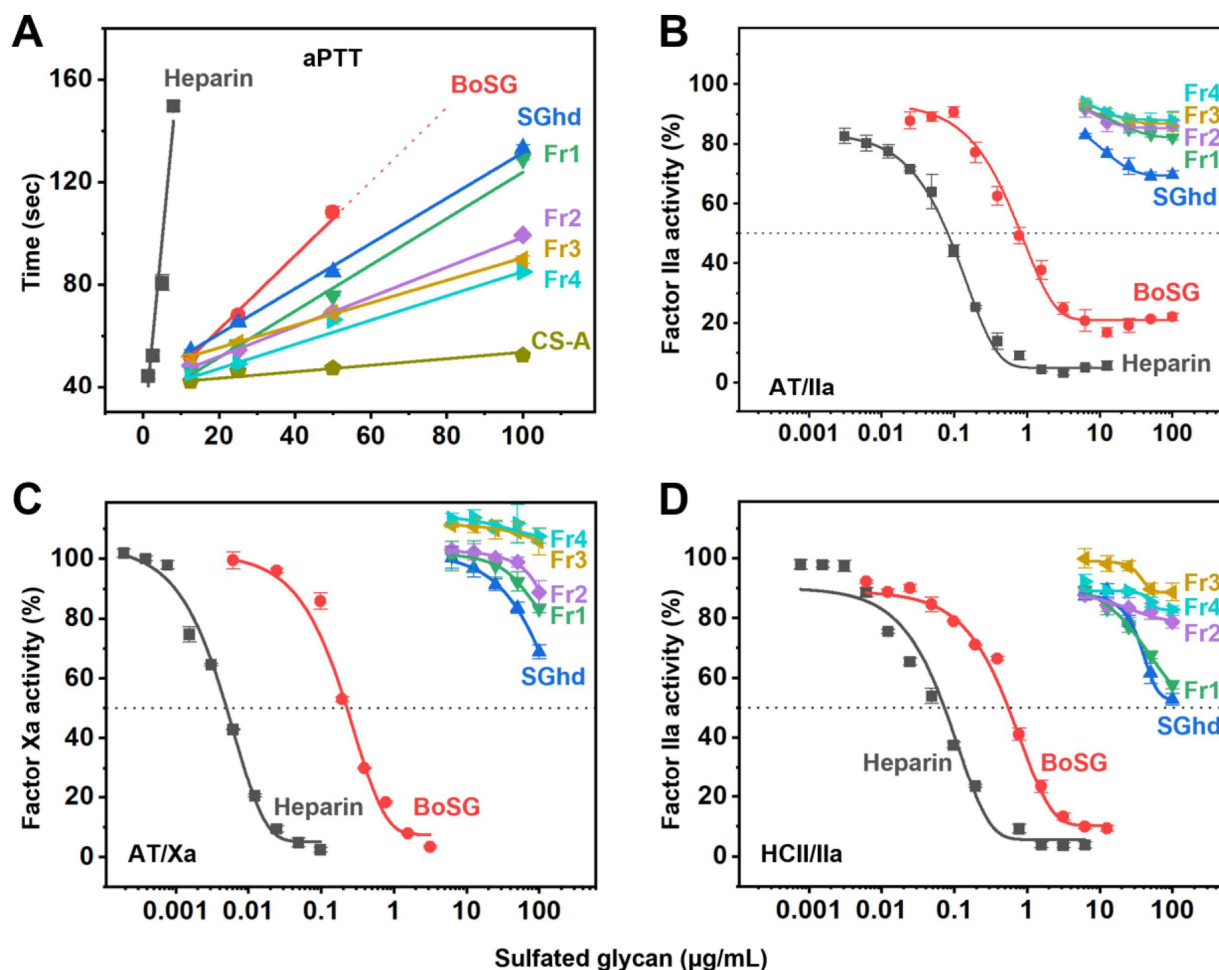 A
aPTT
Time (sec)
160
120
80
40
0
20
40
60
80
100
Heparin
BoSG
SGhd
Fr1
Fr2
Fr3
Fr4
CS-A
B
Factor IIa activity (%)
100
80
60
40
20
0
0.001
0.01
0.1
1
10
100
Fr4
Fr3
Fr2
Fr1
SGhd
BoSG
Heparin
AT/IIa
C
Factor Xa activity (%)
100
80
60
40
20
0
0.001
0.01
0.1
1
10
100
Fr4
Fr3
Fr2
Fr1
SGhd
Heparin
BoSG
AT/Xa
D
Factor IIa activity (%)
100
80
60
40
20
0
0.001
0.01
0.1
1
10
100
Fr3
Fr4
Fr2
Fr1
SGhd
Heparin
BoSG
HCII/IIa
Sulfated glycan (μg/mL)